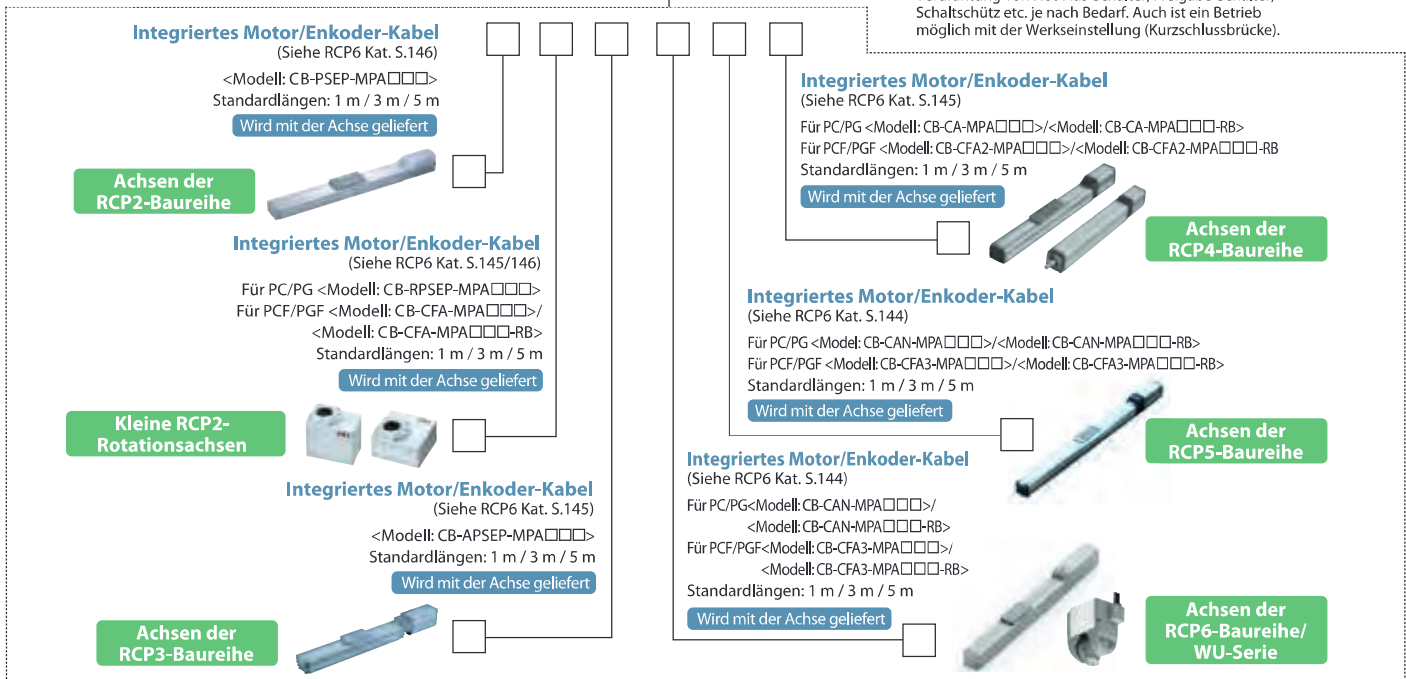 Schaltschütz etc. je nach Bedarf. Auch ist ein Betrieb
möglich mit der Werkseinstellung (Kurzschlussbrücke).
Integriertes Motor/Enkoder-Kabel
(Siehe RCP6 Kat. S.146)
<Modell: CB-PSEP-MPA□□□>
Standardlängen: 1 m / 3 m / 5 m
Wird mit der Achse geliefert
Achsen der
RCP2-Baureihe
Integriertes Motor/Enkoder-Kabel
(Siehe RCP6 Kat. S.145/146)
Für PC/PG <Modell: CB-RPSEP-MPA□□□>
Für PCF/PGF <Modell: CB-CFA-MPA□□□>/
<Modell: CB-CFA-MPA□□□-RB>
Standardlängen: 1 m / 3 m / 5 m
Wird mit der Achse geliefert
Kleine RCP2-
Rotationsachsen
Integriertes Motor/Enkoder-Kabel
(Siehe RCP6 Kat. S.145)
<Modell: CB-APSEP-MPA□□□>
Standardlängen: 1 m / 3 m / 5 m
Wird mit der Achse geliefert
Achsen der
RCP3-Baureihe
Integriertes Motor/Enkoder-Kabel
(Siehe RCP6 Kat. S.145)
Für PC/PG <Modell: CB-CA-MPA□□□>/<Modell: CB-CA-MPA□□□-RB>
Für PCF/PGF <Modell: CB-CFA2-MPA□□□>/<Modell: CB-CFA2-MPA□□□-RB
Standardlängen: 1 m / 3 m / 5 m
Wird mit der Achse geliefert
Achsen der
RCP4-Baureihe
Integriertes Motor/Enkoder-Kabel
(Siehe RCP6 Kat. S.144)
Für PC/PG <Model: CB-CAN-MPA□□□>/<Modell: CB-CAN-MPA□□□-RB>
Für PCF/PGF <Modell: CB-CFA3-MPA□□□>/<Modell: CB-CFA3-MPA□□□-RB>
Standardlängen: 1 m / 3 m / 5 m
Wird mit der Achse geliefert
Achsen der
RCP5-Baureihe
Integriertes Motor/Enkoder-Kabel
(Siehe RCP6 Kat. S.144)
Für PC/PG<Modell: CB-CAN-MPA□□□>/
<Modell: CB-CAN-MPA□□□-RB>
Für PCF/PGF<Modell: CB-CFA3-MPA□□□>/
<Modell: CB-CFA3-MPA□□□-RB>
Standardlängen: 1 m / 3 m / 5 m
Wird mit der Achse geliefert
Achsen der
RCP6-Baureihe/
WU-Serie